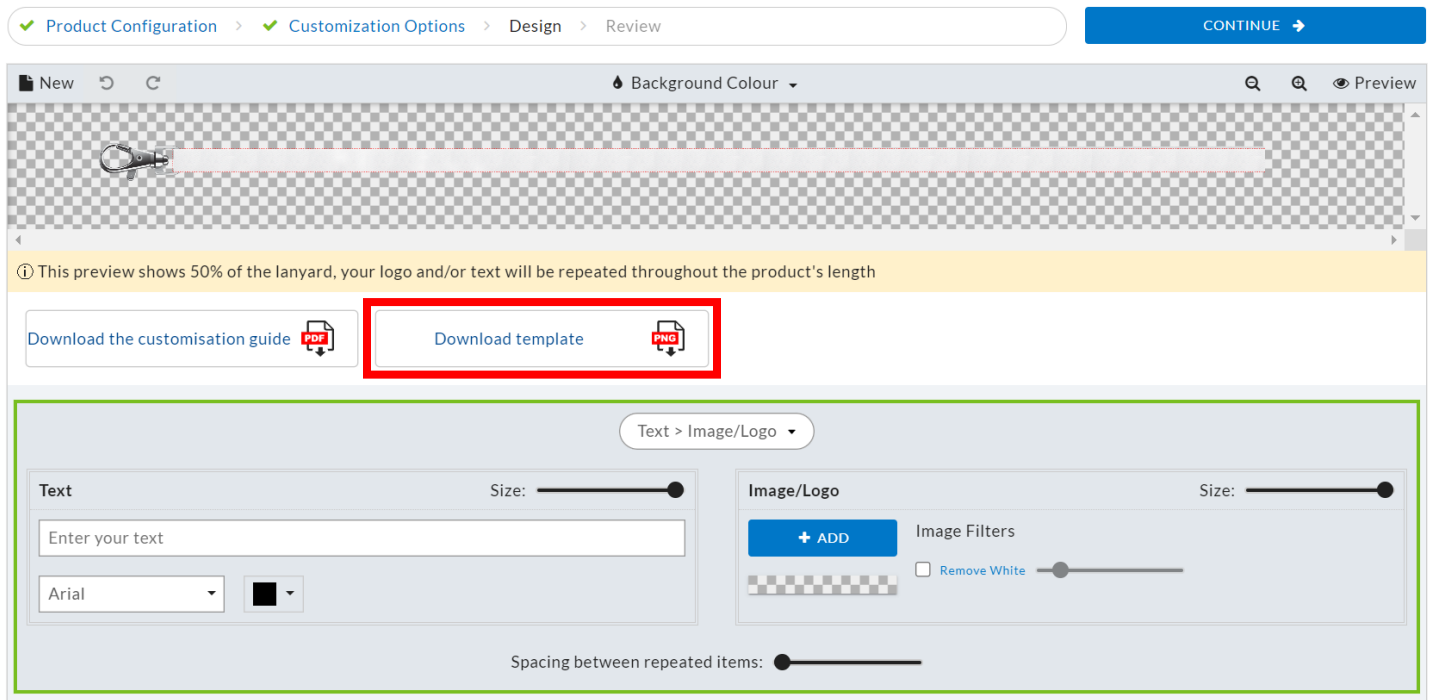 Product Configuration > Customization Options > Design > Review
CONTINUE
New
Background Colour
Preview
This preview shows 50% of the lanyard, your logo and/or text will be repeated throughout the product's length
Download the customisation guide PDF
Download template PNG
Text > Image/Logo
Text Size:
Enter your text
Arial
Image/Logo Size:
+ ADD
Image Filters
Remove White
Spacing between repeated items: